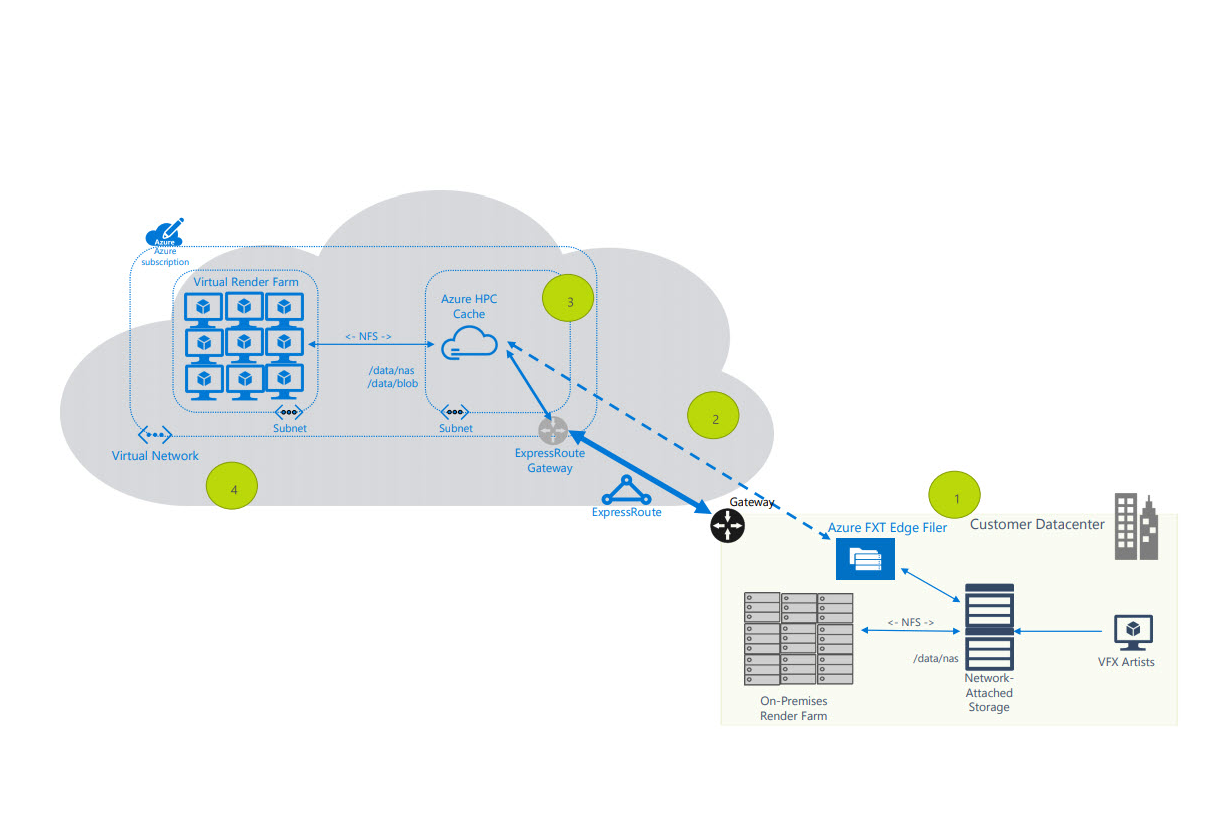 Azure
Azure
subscription
Virtual Render Farm
Azure HPC
Cache
3
<- NFS ->
/data/nas
/data/blob
2
Subnet
Subnet
Virtual Network
ExpressRoute
Gateway
4
ExpressRoute
1
Gateway
Azure FXT Edge Filer
Customer Datacenter
<- NFS ->
/data/nas
VFX Artists
Network-
Attached
Storage
On-Premises
Render Farm